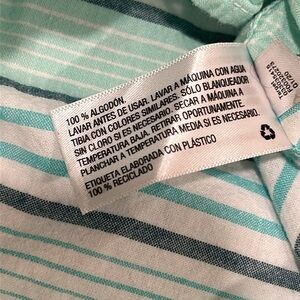 100 % ALGODÓN.
LAVAR ANTES DE USAR. LAVAR A MÁQUINA CON AGUA
TIBIA CON COLORES SIMILARES. SÓLO BLANQUEADOR
SIN CLORO SI ES NECESARIO. SECAR A MÁQUINA A
TEMPERATURA BAJA. RETIRAR OPORTUNAMENTE.
PLANCHAR A TEMPERATURA MEDIA SI ES NECESARIO.
ETIQUETA ELABORADA CON PLÁSTICO
100 % RECICLADO